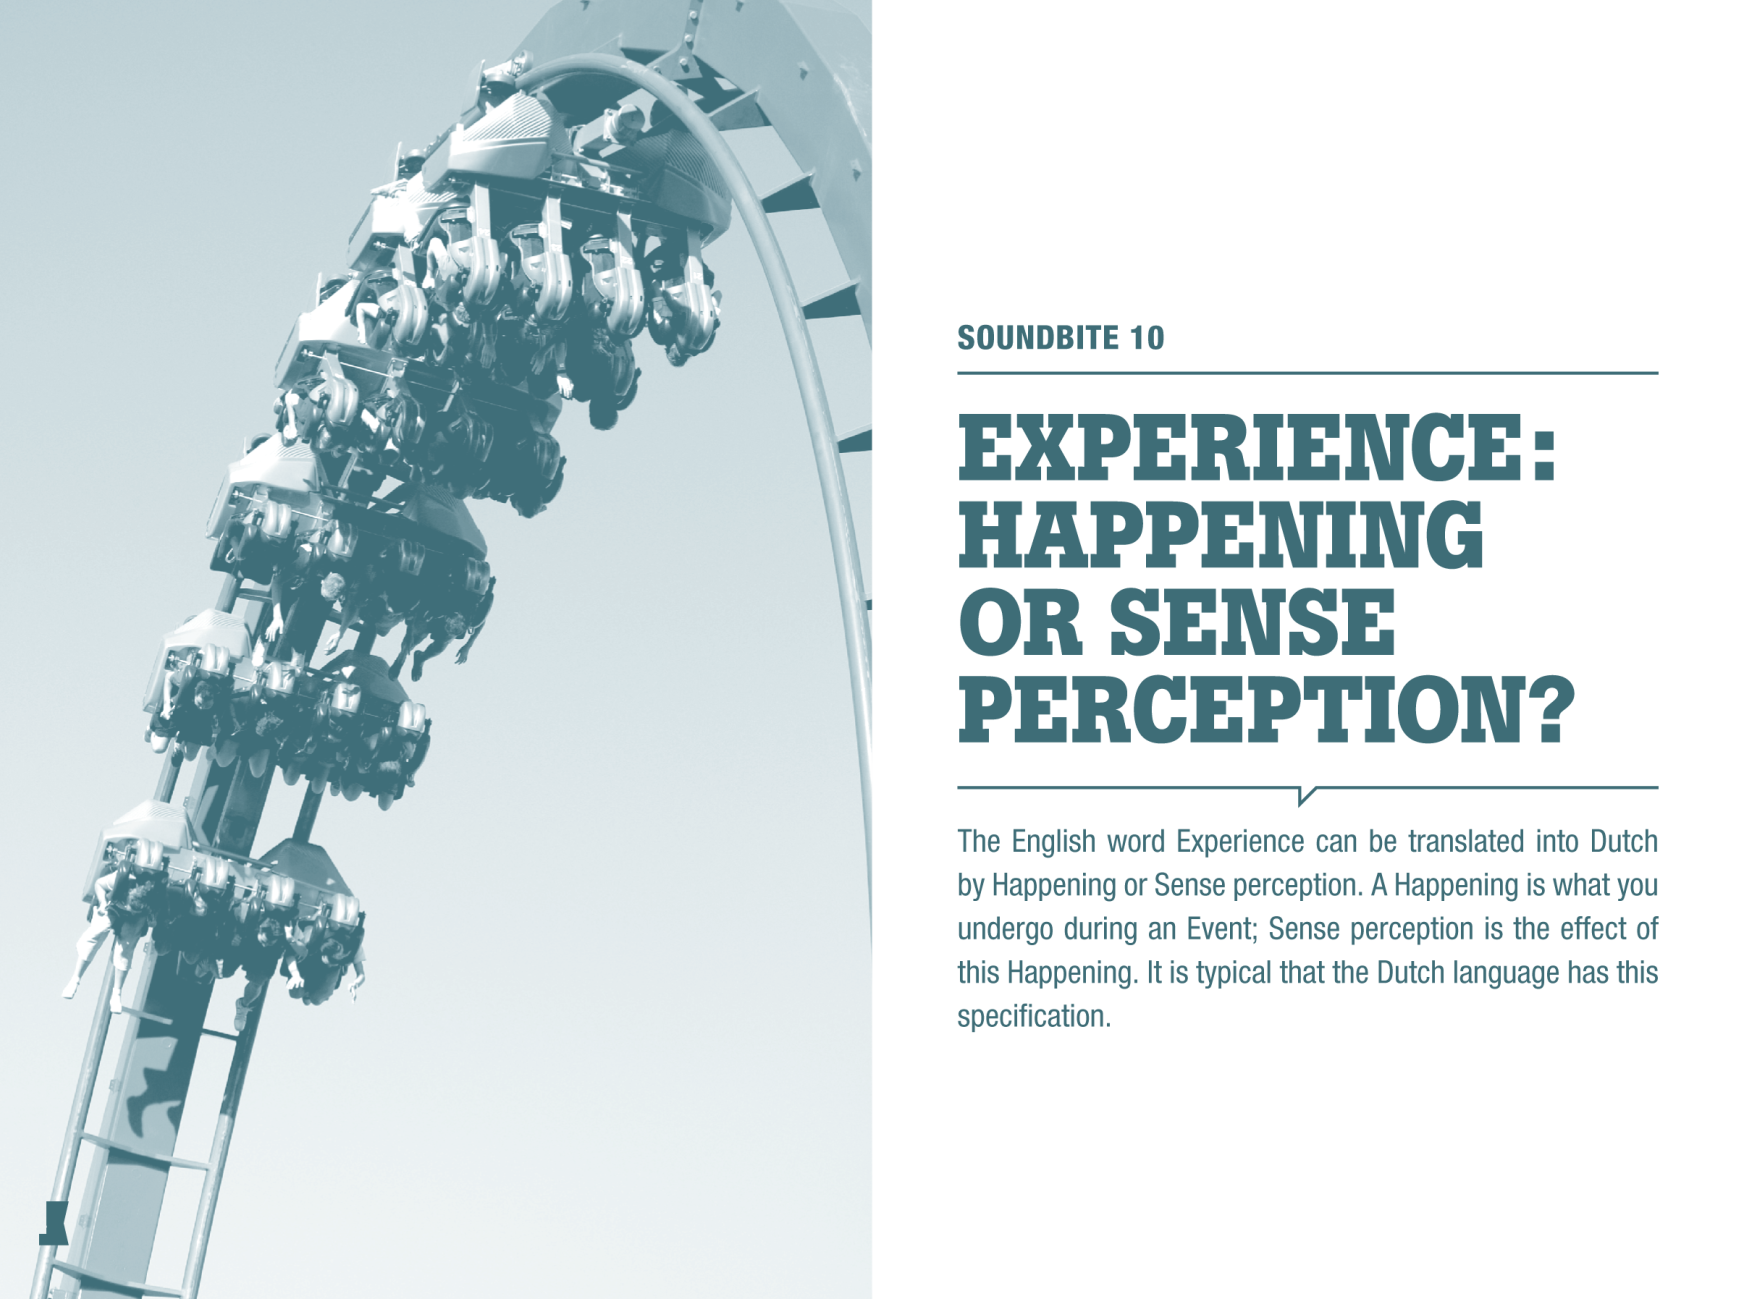 SOUNDBITE 10
EXPERIENCE:
HAPPENING
OR SENSE
PERCEPTION?
The English word Experience can be translated into Dutch
by Happening or Sense perception. A Happening is what you
undergo during an Event; Sense perception is the effect of
this Happening. It is typical that the Dutch language has this
specification.